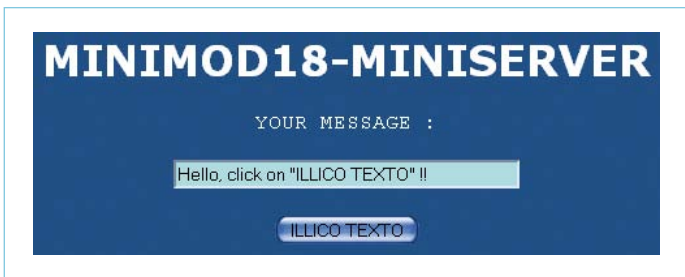 MINIMOD18-MINISERVER
YOUR MESSAGE :
Hello, click on "ILLICO TEXTO" !!
ILLICO TEXTO